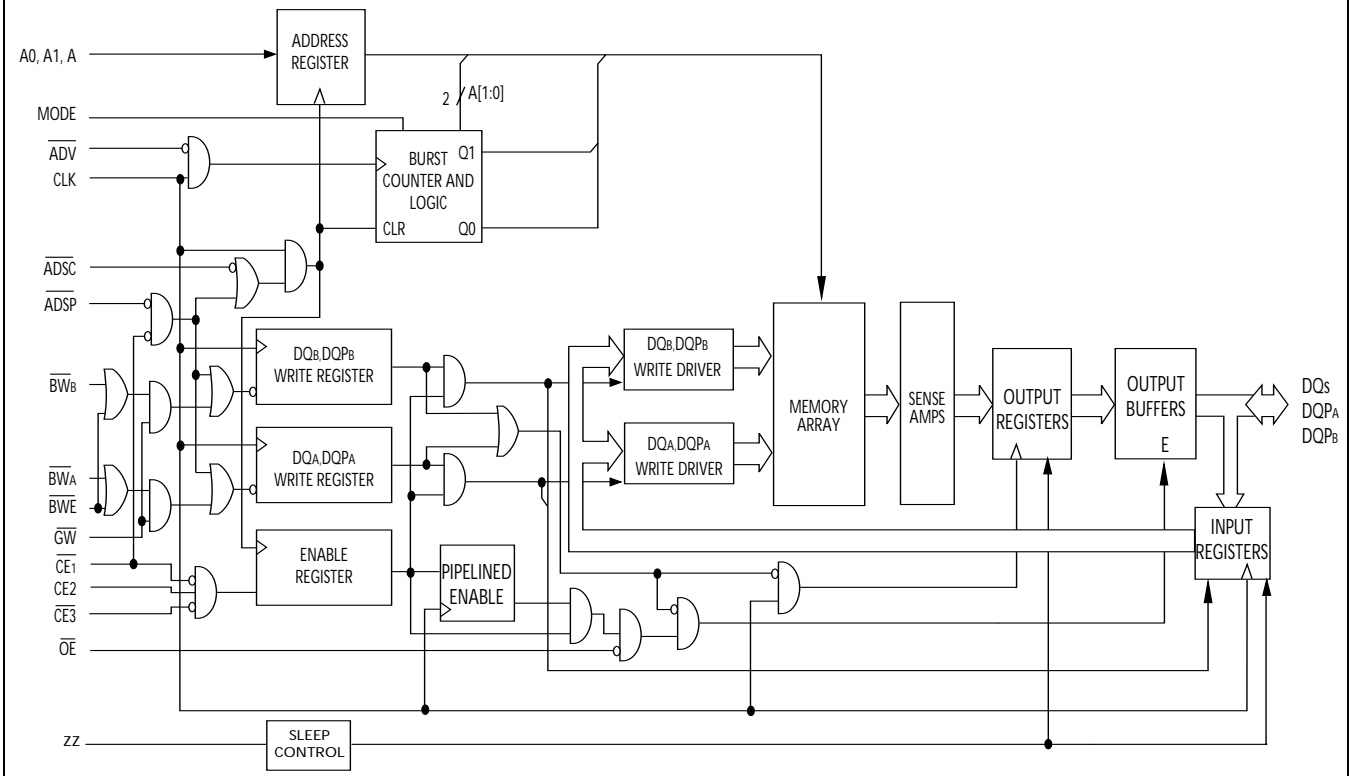 A0, A1, A
ADDRESS
REGISTER
2
A[1:0]
MODE
ADV
CLK
BURST
COUNTER AND
LOGIC
Q1
CLR
Q0
ADSC
ADSP
DQB,DQPB
WRITE REGISTER
DQB,DQPB
WRITE DRIVER
BWB
MEMORY
ARRAY
SENSE
AMPS
OUTPUT
REGISTERS
OUTPUT
BUFFERS
E
DQs
DQPA
DQPB
DQA,DQPA
WRITE REGISTER
DQA,DQPA
WRITE DRIVER
BWA
BWE
GW
CE1
CE2
CE3
ENABLE
REGISTER
PIPELINED
ENABLE
INPUT
REGISTERS
OE
ZZ
SLEEP
CONTROL